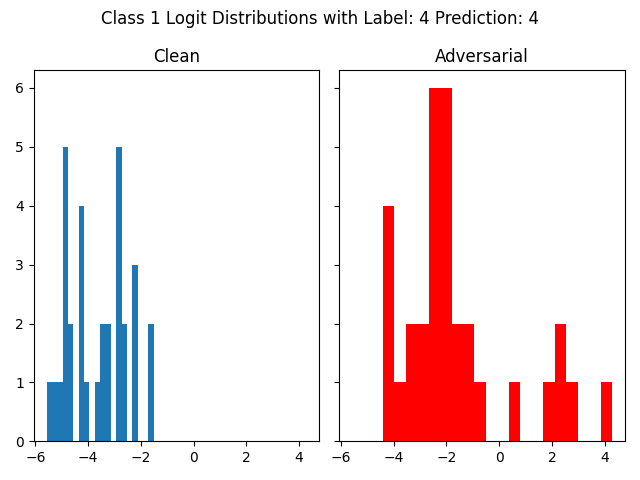 Class 1 Logit Distributions with Label: 4 Prediction: 4
Clean
Adversarial
6
5
4
3
2
1
0
−6 −4 −2 0 2 4
−6 −4 −2 0 2 4